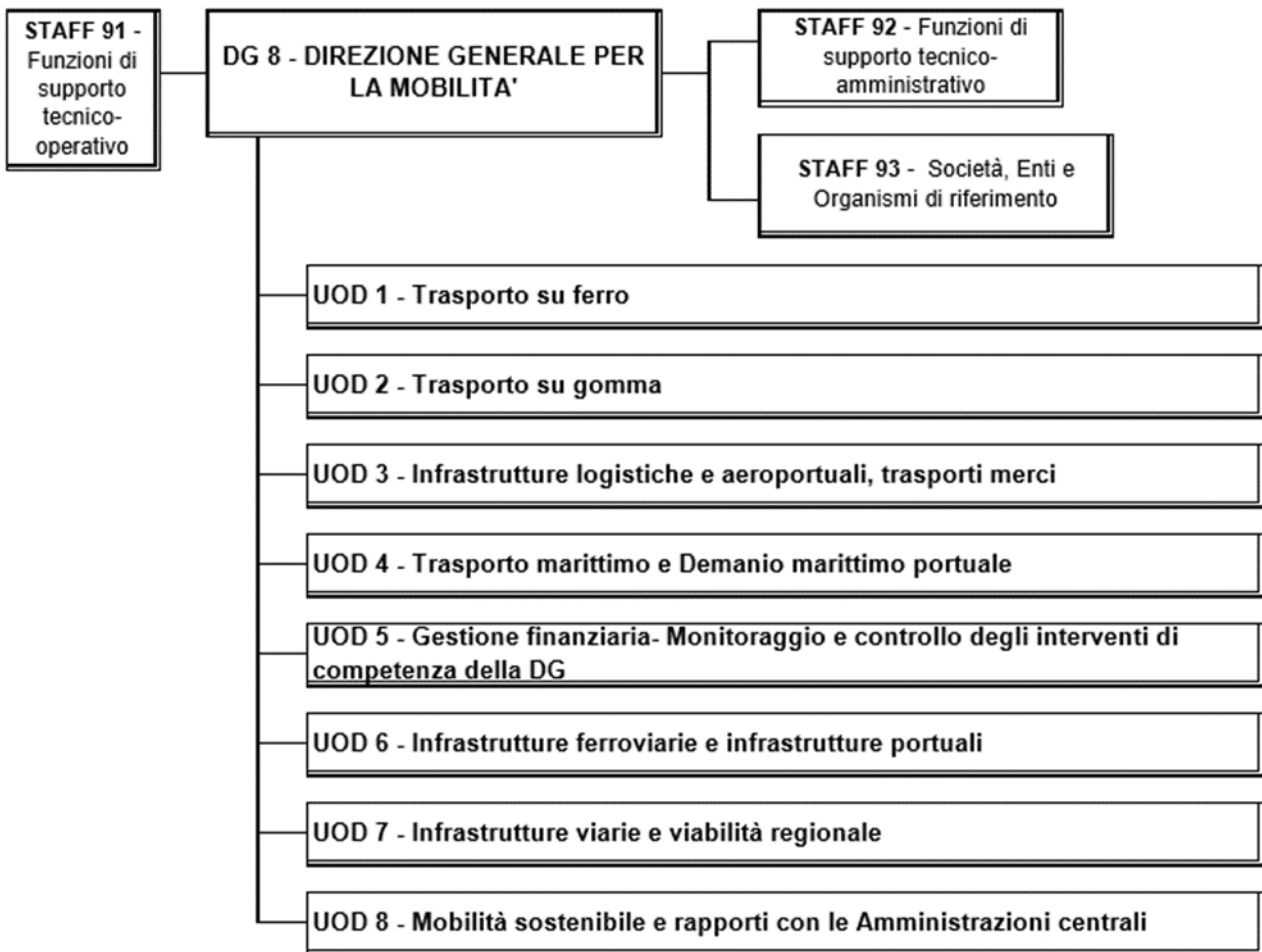 STAFF 91 -
Funzioni di
supporto
tecnico-
operativo
DG 8 - DIREZIONE GENERALE PER
LA MOBILITA'
STAFF 92 - Funzioni di
supporto tecnico-
amministrativo
STAFF 93 - Società, Enti e
Organismi di riferimento
UOD 1 - Trasporto su ferro
UOD 2 - Trasporto su gomma
UOD 3 - Infrastrutture logistiche e aeroportuali, trasporti merci
UOD 4 - Trasporto marittimo e Demanio marittimo portuale
UOD 5 - Gestione finanziaria- Monitoraggio e controllo degli interventi di
competenza della DG
UOD 6 - Infrastrutture ferroviarie e infrastrutture portuali
UOD 7 - Infrastrutture viarie e viabilità regionale
UOD 8 - Mobilità sostenibile e rapporti con le Amministrazioni centrali